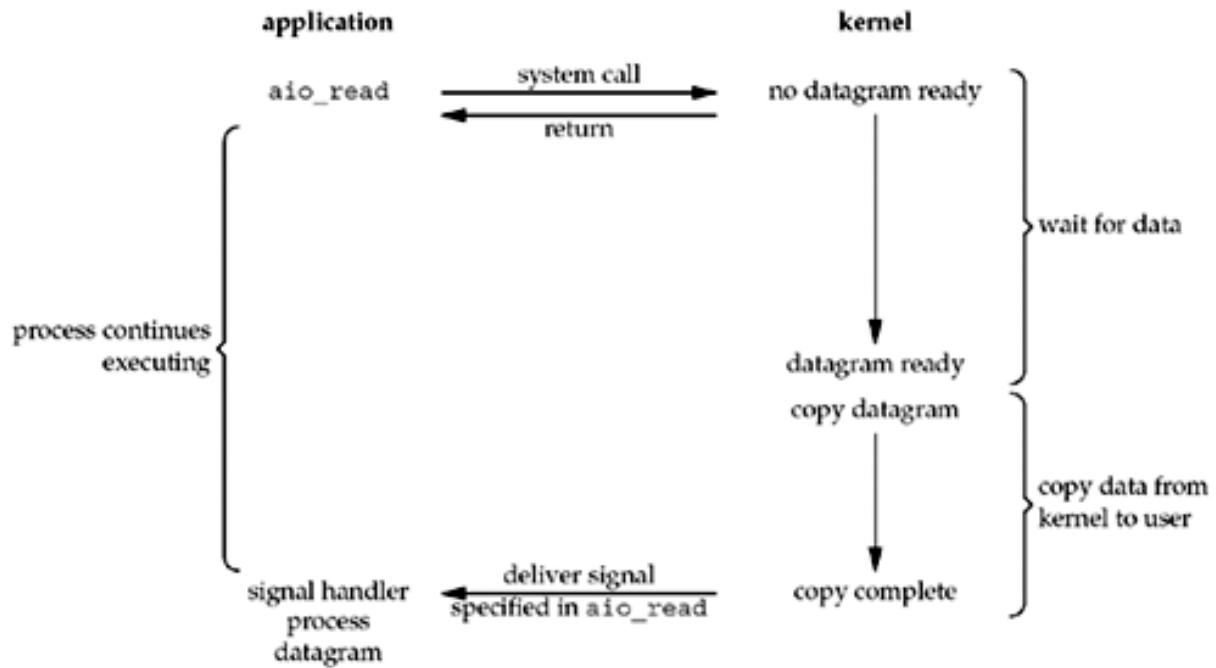 application
kernel
system call
aio_read
no datagram ready
return
wait for data
process continues
executing
datagram ready
copy datagram
copy data from
kernel to user
deliver signal
signal handler
copy complete
specified in aio_read
process
datagram